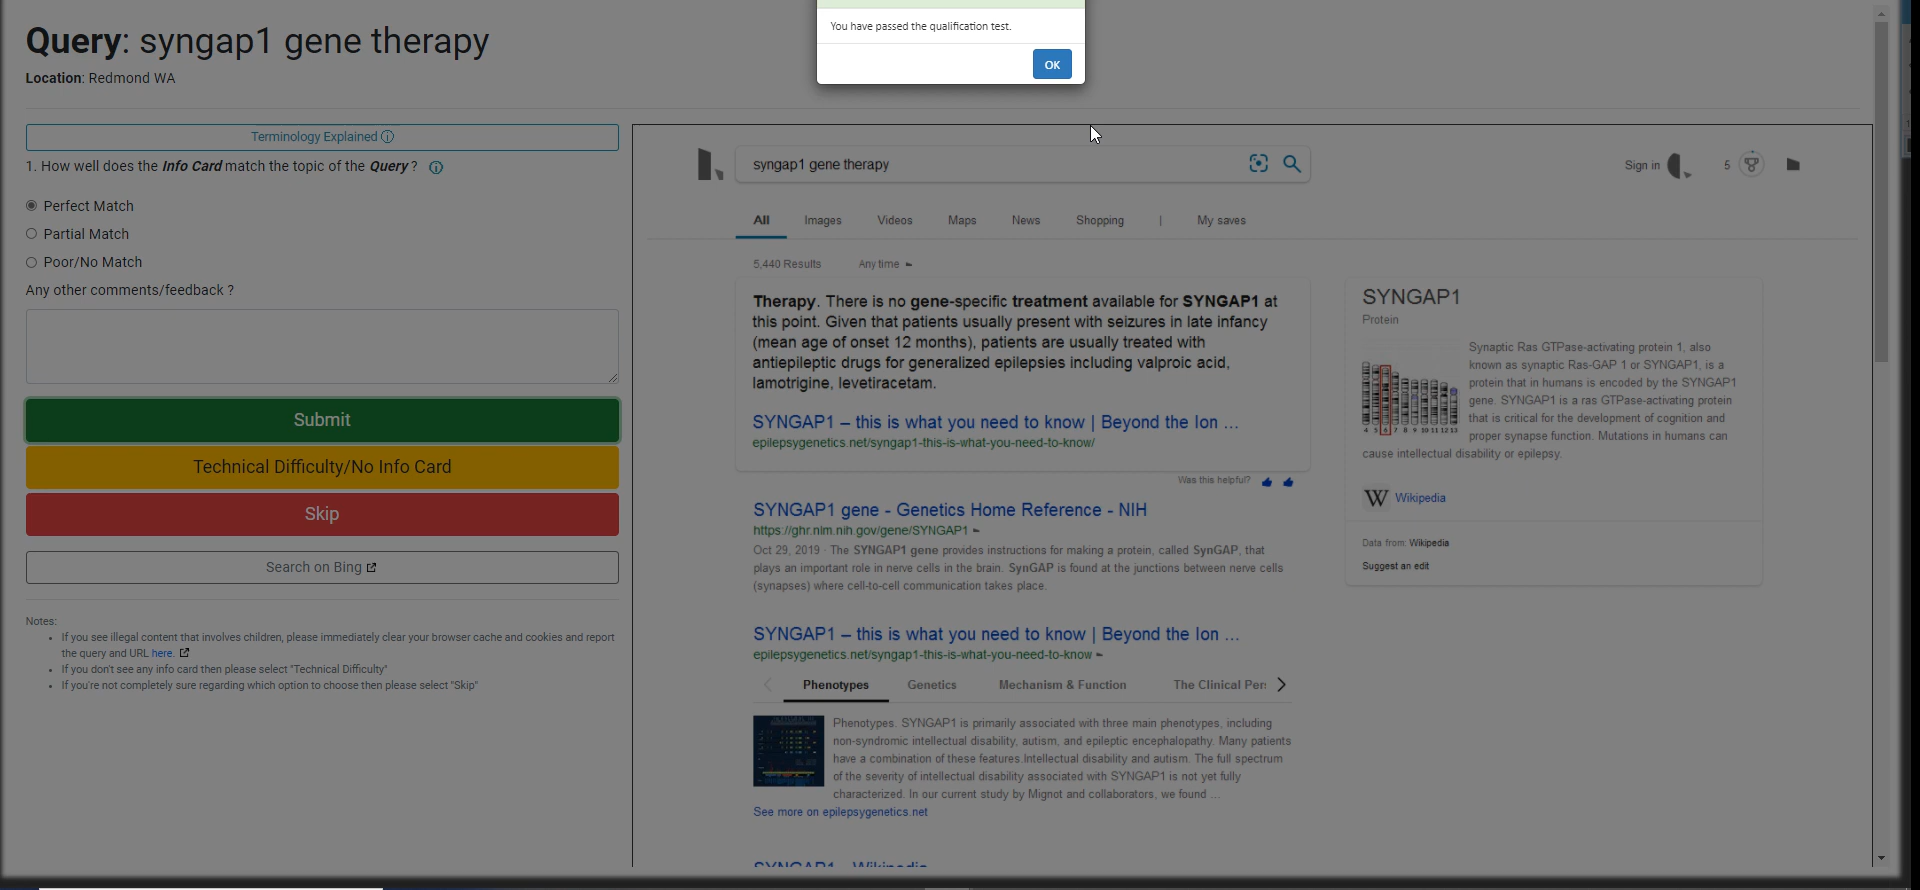 You have passed the qualification test.
OK
Query: syngap1 gene therapy
Location: Redmond WA
Terminology Explained
1. How well does the Info Card match the topic of the Query ?
Perfect Match
Partial Match
Poor/No Match
Any other comments/feedback ?
Submit
Technical Difficulty/No Info Card
Skip
Search on Bing
Notes:
If you see illegal content that involves children, please immediately clear your browser cache and cookies and report
the query and URL here.
If you don't see any info card then please select "Technical Difficulty"
If you're not completely sure regarding which option to choose then please select "Skip"
syngap1 gene therapy
Sign in
5
All Images Videos Maps News Shopping | My saves
5,440 Results Any time
Therapy. There is no gene-specific treatment available for SYNGAP1 at
this point. Given that patients usually present with seizures in late infancy
(mean age of onset 12 months), patients are usually treated with
antiepileptic drugs for generalized epilepsies including valproic acid,
lamotrigine, levetiracetam.
SYNGAP1 – this is what you need to know | Beyond the Ion ...
epilepsygenetics.net/syngap1-this-is-what-you-need-to-know/
Was this helpful?
SYNGAP1 gene - Genetics Home Reference - NIH
https://ghr.nlm.nih.gov/gene/SYNGAP1
Oct 29, 2019 · The SYNGAP1 gene provides instructions for making a protein, called SynGAP, that
plays an important role in nerve cells in the brain. SynGAP is found at the junctions between nerve cells
(synapses) where cell-to-cell communication takes place.
SYNGAP1 – this is what you need to know | Beyond the Ion ...
epilepsygenetics.net/syngap1-this-is-what-you-need-to-know
Phenotypes Genetics Mechanism & Function The Clinical Per
Phenotypes. SYNGAP1 is primarily associated with three main phenotypes, including
non-syndromic intellectual disability, autism, and epileptic encephalopathy. Many patients
have a combination of these features.Intellectual disability and autism. The full spectrum
of the severity of intellectual disability associated with SYNGAP1 is not yet fully
characterized. In our current study by Mignot and collaborators, we found ...
See more on epilepsygenetics.net
SYNGAP1 - Wikipedia
SYNGAP1
Protein
Synaptic Ras GTPase-activating protein 1, also
known as synaptic Ras-GAP 1 or SYNGAP1, is a
protein that in humans is encoded by the SYNGAP1
gene. SYNGAP1 is a ras GTPase-activating protein
that is critical for the development of cognition and
proper synapse function. Mutations in humans can
cause intellectual disability or epilepsy.
4 5 6 7 8 9 10 11 12 13
W Wikipedia
Data from: Wikipedia
Suggest an edit